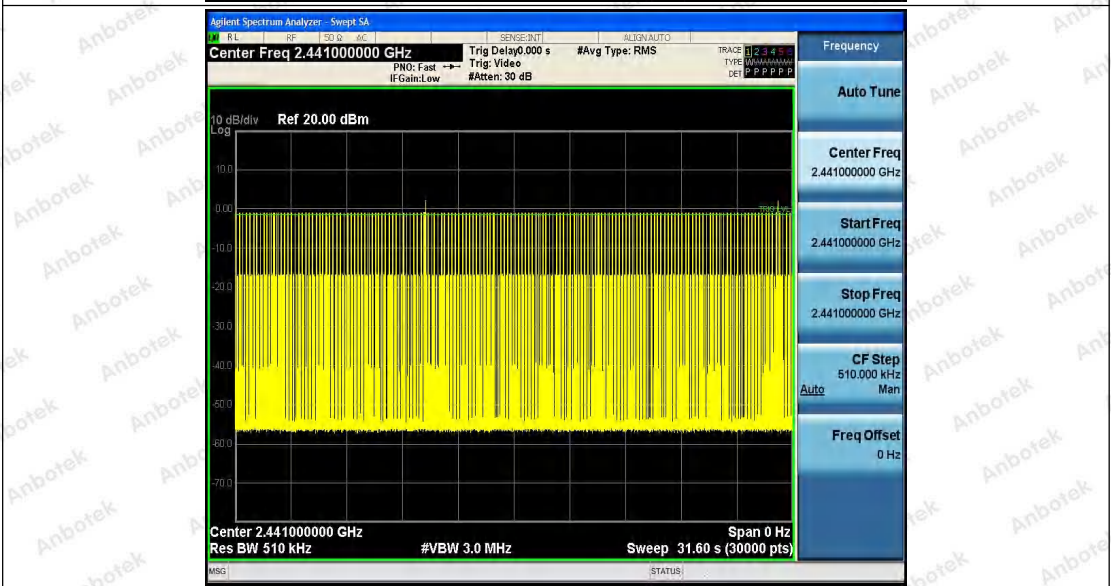 Agilent Spectrum Analyzer - Swept SA
RL RF 50 Ω AC SENSE:INT ALIGN AUTO
Center Freq 2.441000000 GHz
PNO: Fast
IFGain:Low
Trig Delay0.000 s
Trig: Video
#Atten: 30 dB
#Avg Type: RMS
TRACE 1 2 3 4 5 6
TYPE
DET P P P P P P
10 dB/div
Log
Ref 20.00 dBm
10.0
0.00
-10.0
-20.0
-30.0
-40.0
-50.0
-60.0
-70.0
Center 2.441000000 GHz
Res BW 510 kHz
#VBW 3.0 MHz
Span 0 Hz
Sweep 31.60 s (30000 pts)
MSG
STATUS
Frequency
Auto Tune
Center Freq
2.441000000 GHz
Start Freq
2.441000000 GHz
Stop Freq
2.441000000 GHz
CF Step
510.000 kHz
Auto Man
Freq Offset
0 Hz
Anbotek